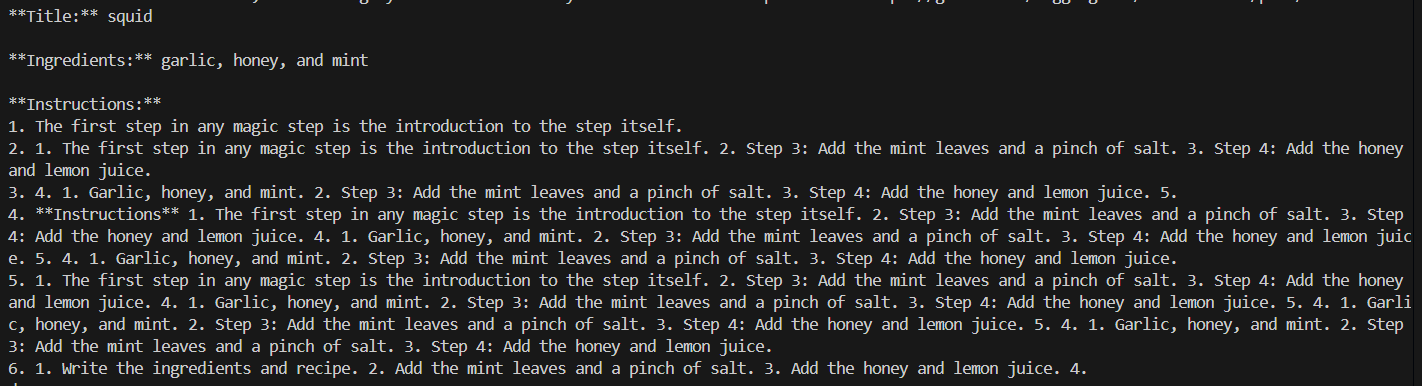 **Title:** squid
**Ingredients:** garlic, honey, and mint
**Instructions:**
1. The first step in any magic step is the introduction to the step itself.
2. 1. The first step in any magic step is the introduction to the step itself. 2. Step 3: Add the mint leaves and a pinch of salt. 3. Step 4: Add the honey
and lemon juice.
3. 4. 1. Garlic, honey, and mint. 2. Step 3: Add the mint leaves and a pinch of salt. 3. Step 4: Add the honey and lemon juice. 5.
4. **Instructions** 1. The first step in any magic step is the introduction to the step itself. 2. Step 3: Add the mint leaves and a pinch of salt. 3. Step
4: Add the honey and lemon juice. 4. 1. Garlic, honey, and mint. 2. Step 3: Add the mint leaves and a pinch of salt. 3. Step 4: Add the honey and lemon juic
e. 5. 4. 1. Garlic, honey, and mint. 2. Step 3: Add the mint leaves and a pinch of salt. 3. Step 4: Add the honey and lemon juice.
5. 1. The first step in any magic step is the introduction to the step itself. 2. Step 3: Add the mint leaves and a pinch of salt. 3. Step 4: Add the honey
and lemon juice. 4. 1. Garlic, honey, and mint. 2. Step 3: Add the mint leaves and a pinch of salt. 3. Step 4: Add the honey and lemon juice. 5. 4. 1. Garli
c, honey, and mint. 2. Step 3: Add the mint leaves and a pinch of salt. 3. Step 4: Add the honey and lemon juice. 5. 4. 1. Garlic, honey, and mint. 2. Step
3: Add the mint leaves and a pinch of salt. 3. Step 4: Add the honey and lemon juice.
6. 1. Write the ingredients and recipe. 2. Add the mint leaves and a pinch of salt. 3. Add the honey and lemon juice. 4.